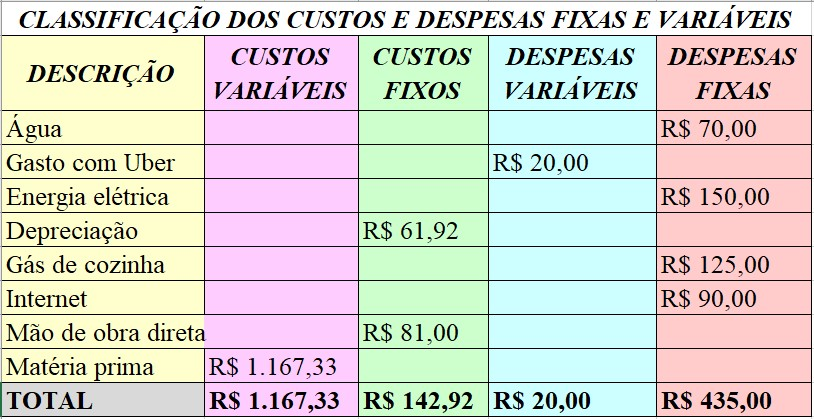 CLASSIFICAÇÃO DOS CUSTOS E DESPESAS FIXAS E VARIÁVEIS
DESCRIÇÃO CUSTOS VARIÁVEIS CUSTOS FIXOS DESPESAS VARIÁVEIS DESPESAS FIXAS
Água R$ 70,00
Gasto com Uber R$ 20,00
Energia elétrica R$ 150,00
Depreciação R$ 61,92
Gás de cozinha R$ 125,00
Internet R$ 90,00
Mão de obra direta R$ 81,00
Matéria prima R$ 1.167,33
TOTAL R$ 1.167,33 R$ 142,92 R$ 20,00 R$ 435,00